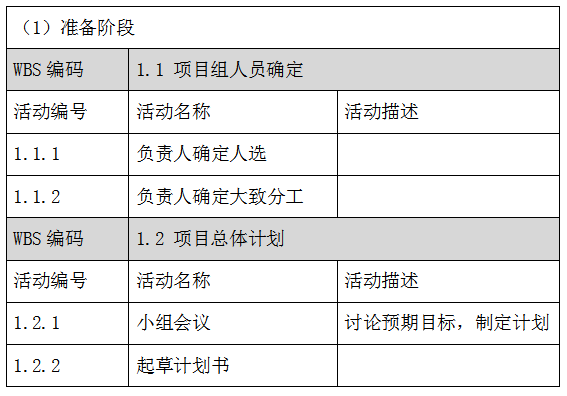 （1）准备阶段
WBS 编码 1.1 项目组人员确定
活动编号 活动名称 活动描述
1.1.1 负责人确定人选
1.1.2 负责人确定大致分工
WBS 编码 1.2 项目总体计划
活动编号 活动名称 活动描述
1.2.1 小组会议 讨论预期目标，制定计划
1.2.2 起草计划书